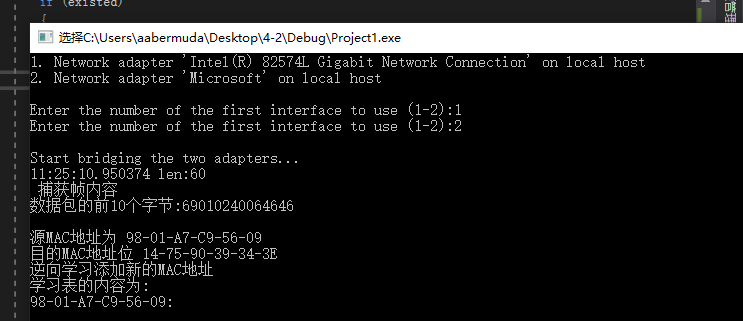 if (existed)
{
选择C:\Users\aabermuda\Desktop\4-2\Debug\Project1.exe
1. Network adapter 'Intel(R) 82574L Gigabit Network Connection' on local host
2. Network adapter 'Microsoft' on local host
Enter the number of the first interface to use (1-2):1
Enter the number of the first interface to use (1-2):2
Start bridging the two adapters...
11:25:10.950374 len:60
捕获帧内容
数据包的前10个字节:69010240064646
源MAC地址为 98-01-A7-C9-56-09
目的MAC地址位 14-75-90-39-34-3E
逆向学习添加新的MAC地址
学习表的内容为:
98-01-A7-C9-56-09: